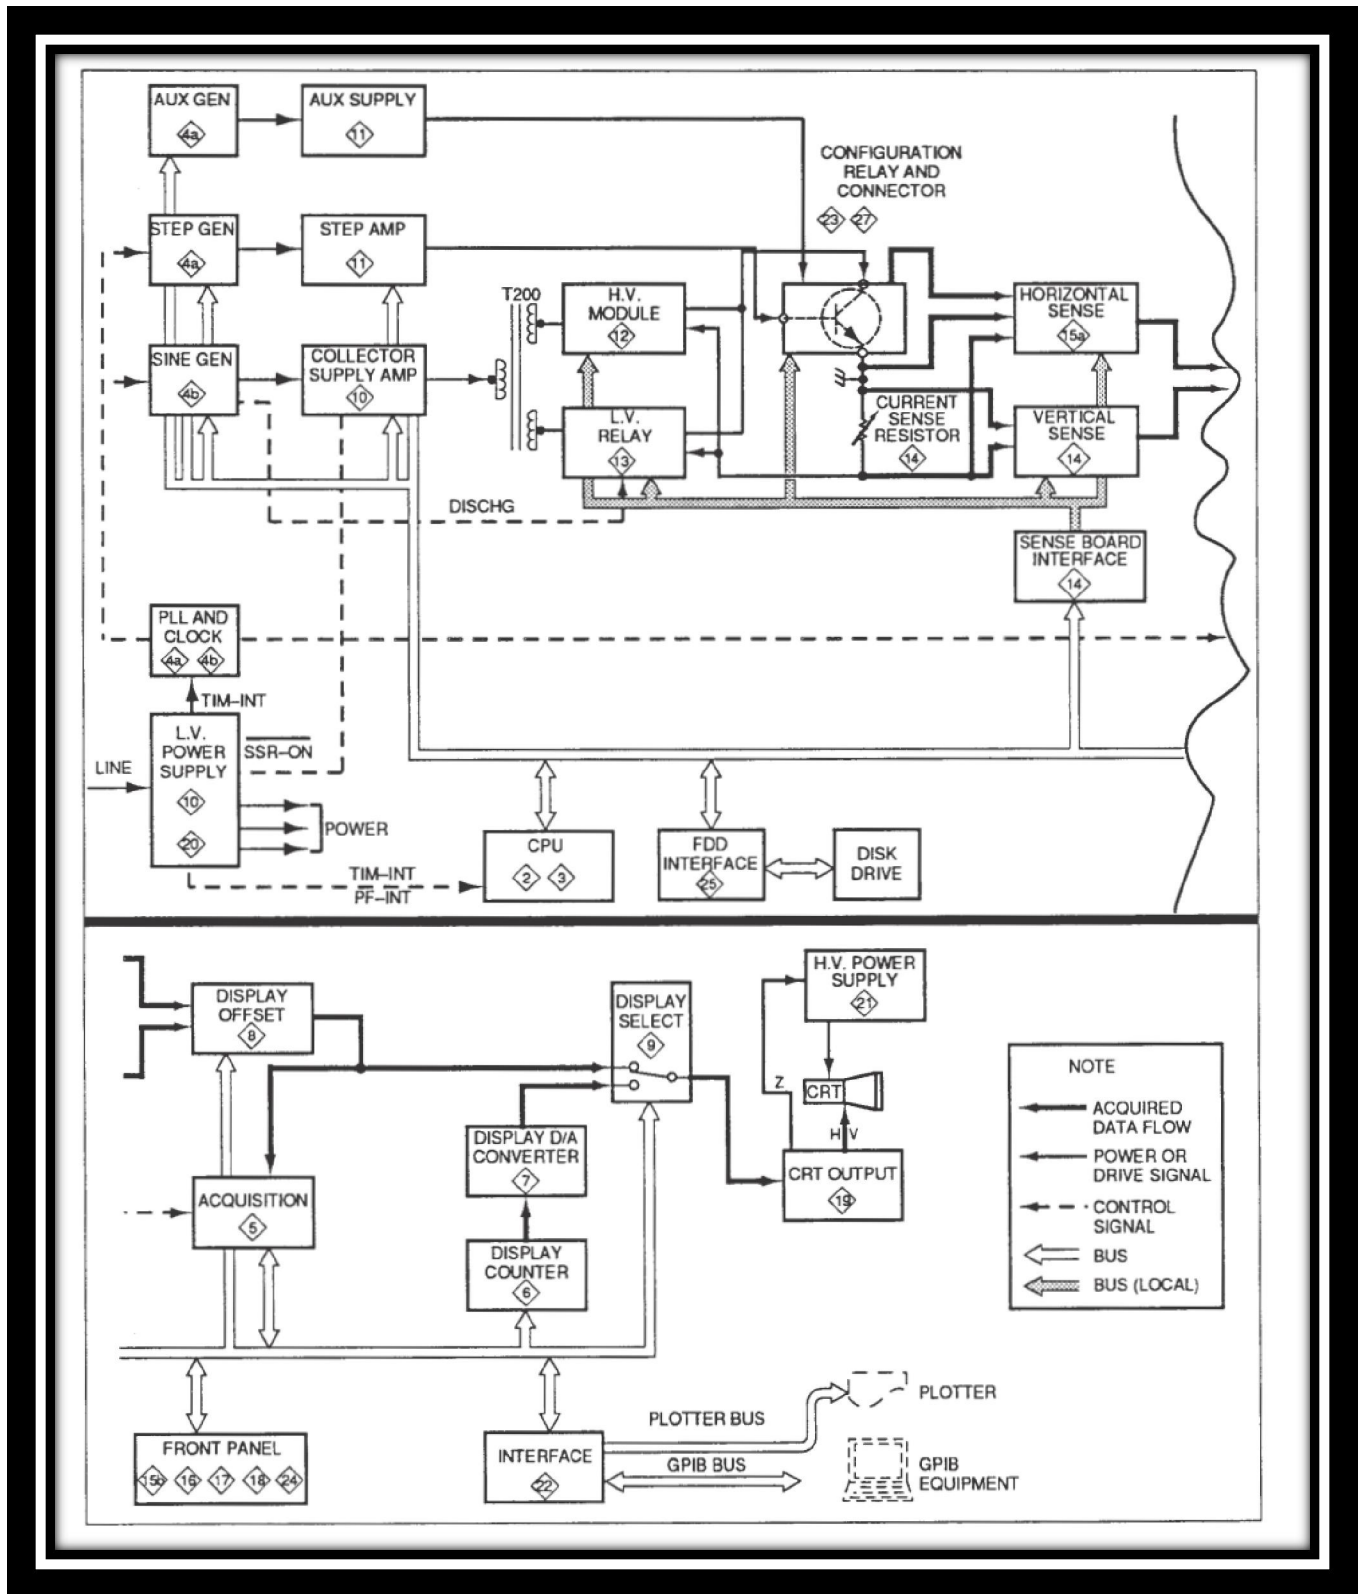 AUX GEN
4a
AUX SUPPLY
11
CONFIGURATION
RELAY AND
CONNECTOR
23 27
STEP GEN
4a
STEP AMP
11
T200
H.V.
MODULE
12
HORIZONTAL
SENSE
15a
SINE GEN
4b
COLLECTOR
SUPPLY AMP
10
L.V.
RELAY
13
CURRENT
SENSE
RESISTOR
14
VERTICAL
SENSE
14
DISCHG
SENSE BOARD
INTERFACE
14
PLL AND
CLOCK
4a 4b
TIM-INT
L.V.
POWER
SUPPLY
10
20
SSR-ON
LINE
POWER
TIM-INT
PF-INT
CPU
2 3
FDD
INTERFACE
25
DISK
DRIVE
DISPLAY
OFFSET
8
DISPLAY
SELECT
9
H.V. POWER
SUPPLY
21
Z
CRT
H V
CRT OUTPUT
19
DISPLAY D/A
CONVERTER
7
ACQUISITION
5
DISPLAY
COUNTER
6
NOTE
ACQUIRED
DATA FLOW
POWER OR
DRIVE SIGNAL
CONTROL
SIGNAL
BUS
BUS (LOCAL)
FRONT PANEL
15b 16 17 18 24
INTERFACE
22
PLOTTER BUS
PLOTTER
GPIB BUS
GPIB
EQUIPMENT